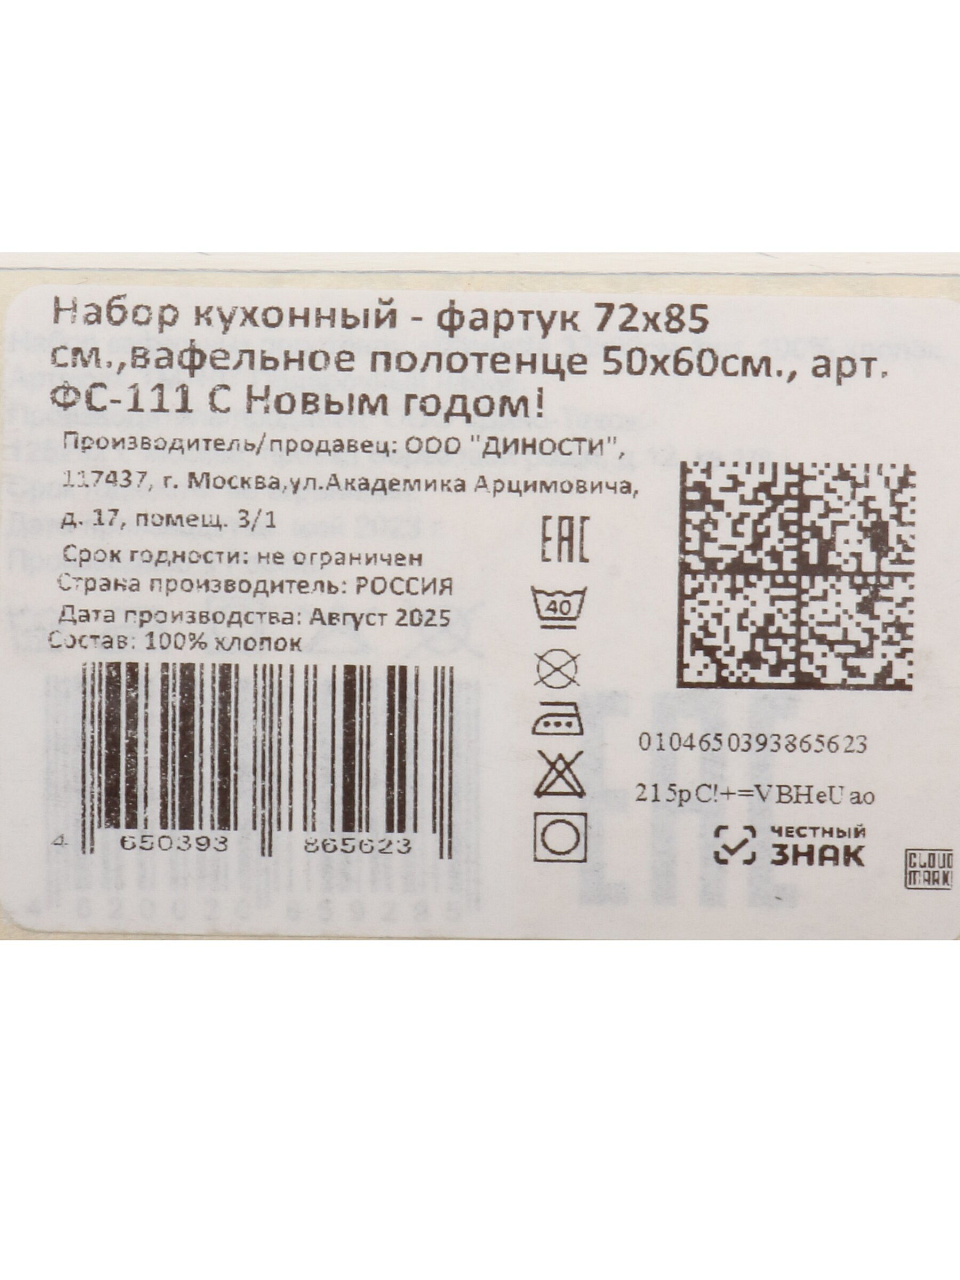 Набор кухонный - фартук 72х85
см.,вафельное полотенце 50х60см., арт.
ФС-111 С Новым годом!
Производитель/продавец: ООО "ДИНОСТИ",
117437, г. Москва,ул.Академика Арцимовича,
д. 17, помещ. 3/1
Срок годности: не ограничен
Страна производитель: РОССИЯ
Дата производства: Август 2025
Состав: 100% хлопок
4 650393 865623
EAC
40
0104650393865623
215pC!+=VBHeUao
ЧЕСТНЫЙ
ЗНАК
CLOUD
MARK